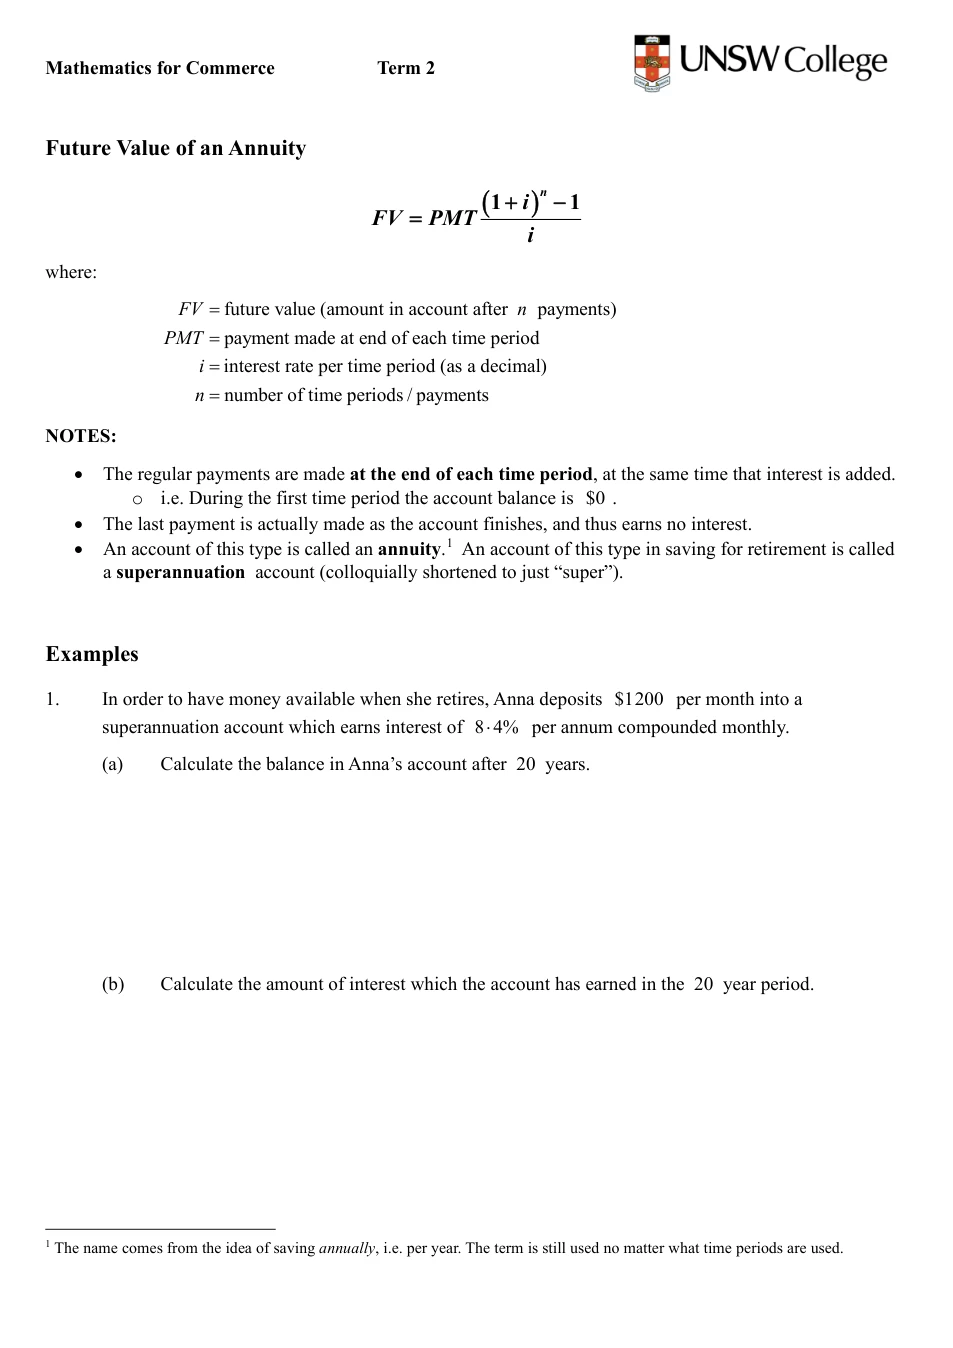 Mathematics for Commerce Term 2
UNSW College
Future Value of an Annuity
FV = PMT ((1 + i)^n − 1) / i
where:
FV = future value (amount in account after n payments)
PMT = payment made at end of each time period
i = interest rate per time period (as a decimal)
n = number of time periods / payments
NOTES:
• The regular payments are made at the end of each time period, at the same time that interest is added.
o i.e. During the first time period the account balance is $0 .
• The last payment is actually made as the account finishes, and thus earns no interest.
• An account of this type is called an annuity.¹ An account of this type in saving for retirement is called
a superannuation account (colloquially shortened to just “super”).
Examples
1. In order to have money available when she retires, Anna deposits $1200 per month into a
superannuation account which earns interest of 8·4% per annum compounded monthly.
(a) Calculate the balance in Anna’s account after 20 years.
(b) Calculate the amount of interest which the account has earned in the 20 year period.
¹ The name comes from the idea of saving annually, i.e. per year. The term is still used no matter what time periods are used.